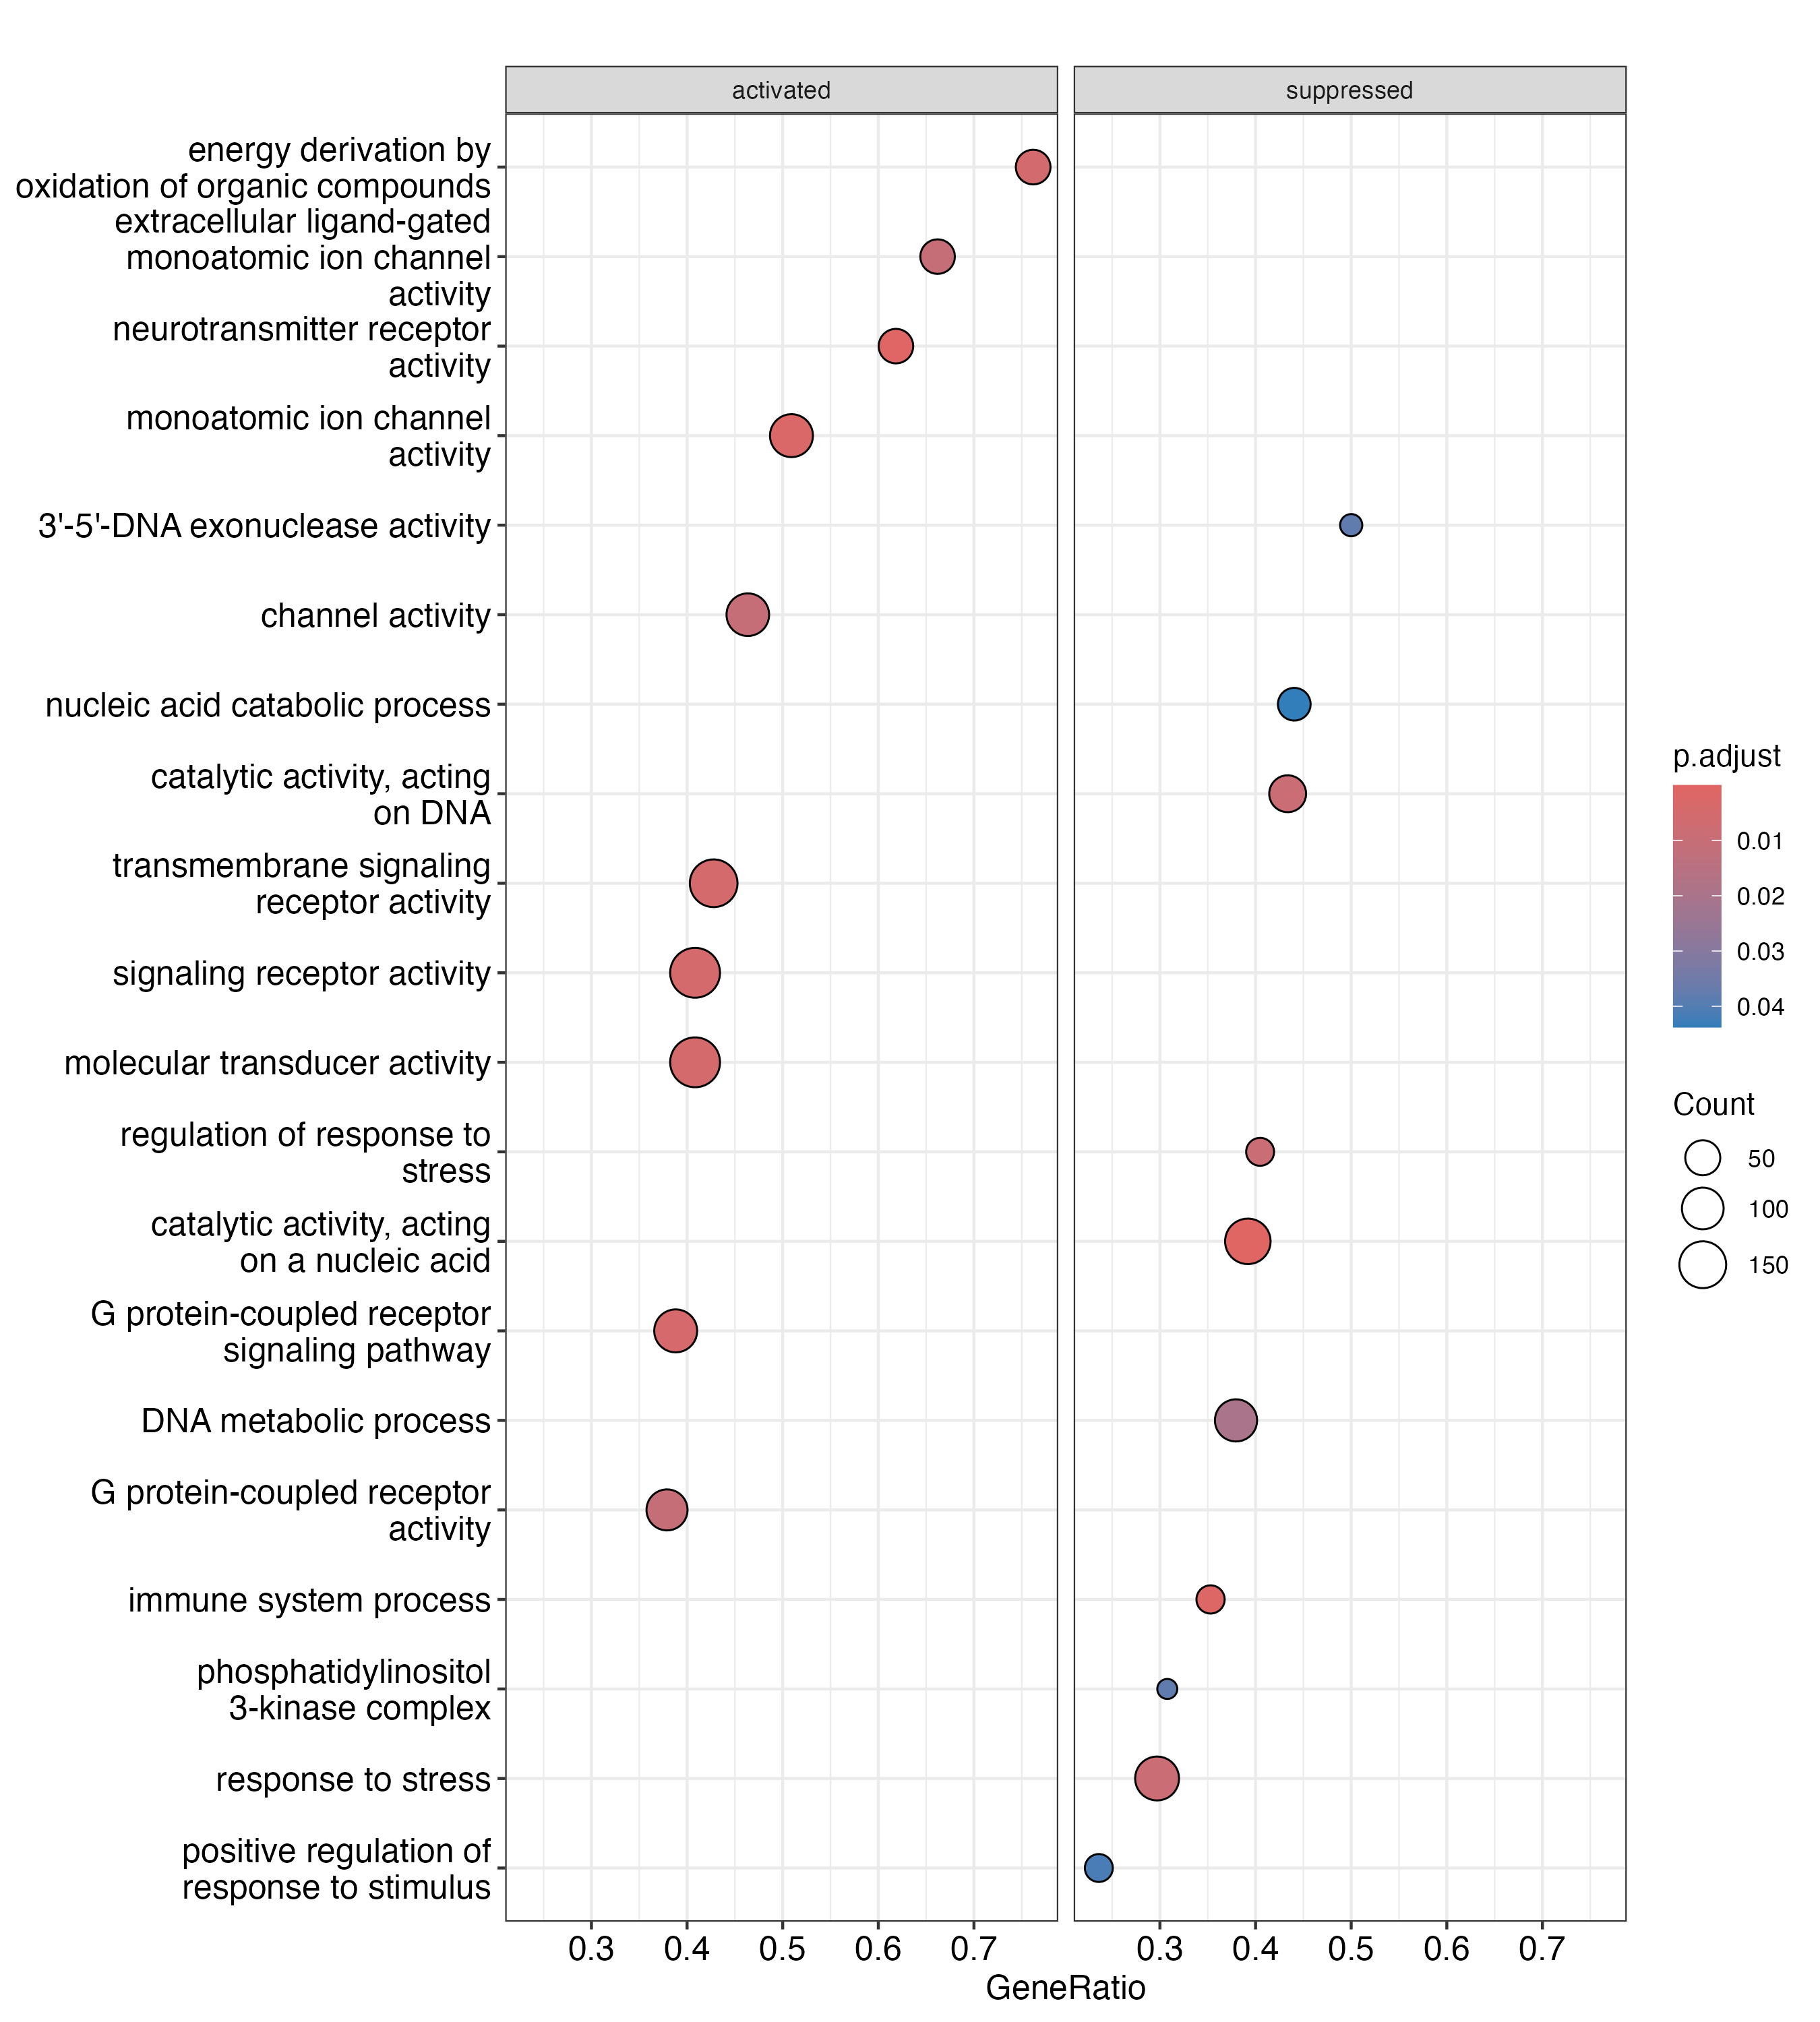 activated
suppressed
energy derivation by
oxidation of organic compounds
extracellular ligand-gated
monoatomic ion channel
activity
neurotransmitter receptor
activity
monoatomic ion channel
activity
3'-5'-DNA exonuclease activity
channel activity
nucleic acid catabolic process
catalytic activity, acting
on DNA
transmembrane signaling
receptor activity
signaling receptor activity
molecular transducer activity
regulation of response to
stress
catalytic activity, acting
on a nucleic acid
G protein-coupled receptor
signaling pathway
DNA metabolic process
G protein-coupled receptor
activity
immune system process
phosphatidylinositol
3-kinase complex
response to stress
positive regulation of
response to stimulus
0.3 0.4 0.5 0.6 0.7
0.3 0.4 0.5 0.6 0.7
GeneRatio
p.adjust
0.01
0.02
0.03
0.04
Count
50
100
150